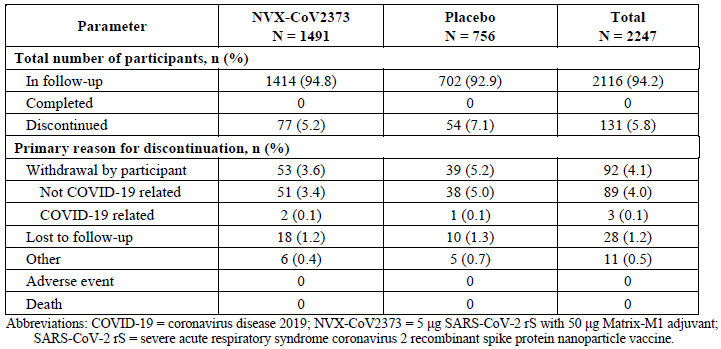 Parameter NVX-CoV2373 N = 1491 Placebo N = 756 Total N = 2247
Total number of participants, n (%)
In follow-up 1414 (94.8) 702 (92.9) 2116 (94.2)
Completed 0 0 0
Discontinued 77 (5.2) 54 (7.1) 131 (5.8)
Primary reason for discontinuation, n (%)
Withdrawal by participant 53 (3.6) 39 (5.2) 92 (4.1)
Not COVID-19 related 51 (3.4) 38 (5.0) 89 (4.0)
COVID-19 related 2 (0.1) 1 (0.1) 3 (0.1)
Lost to follow-up 18 (1.2) 10 (1.3) 28 (1.2)
Other 6 (0.4) 5 (0.7) 11 (0.5)
Adverse event 0 0 0
Death 0 0 0
Abbreviations: COVID-19 = coronavirus disease 2019; NVX-CoV2373 = 5 μg SARS-CoV-2 rS with 50 μg Matrix-M1 adjuvant;
SARS-CoV-2 rS = severe acute respiratory syndrome coronavirus 2 recombinant spike protein nanoparticle vaccine.